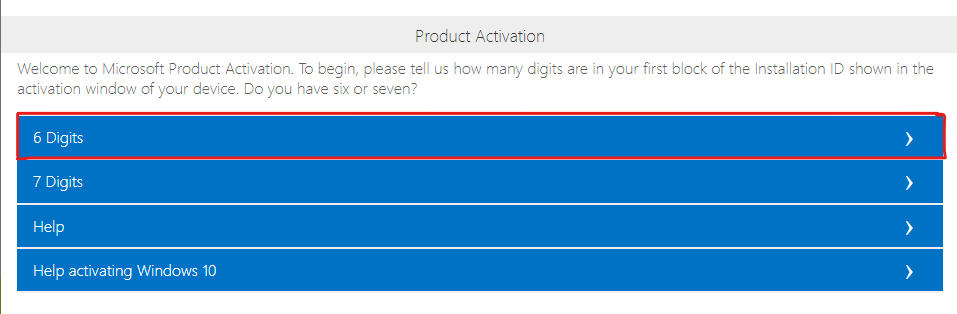 Product Activation
Welcome to Microsoft Product Activation. To begin, please tell us how many digits are in your first block of the Installation ID shown in the
activation window of your device. Do you have six or seven?
6 Digits
7 Digits
Help
Help activating Windows 10